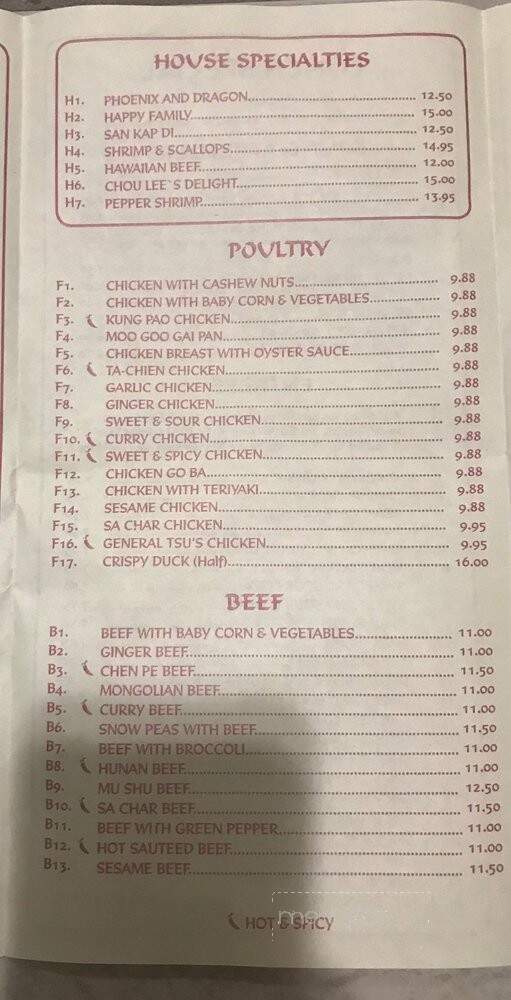 HOUSE SPECIALTIES
H1. PHOENIX AND DRAGON 12.50
H2. HAPPY FAMILY 15.00
H3. SAN KAP DI 12.50
H4. SHRIMP & SCALLOPS 14.95
H5. HAWAIIAN BEEF 12.00
H6. CHOU LEE`S DELIGHT 15.00
H7. PEPPER SHRIMP 13.95
POULTRY
F1. CHICKEN WITH CASHEW NUTS 9.88
F2. CHICKEN WITH BABY CORN & VEGETABLES 9.88
F3. KUNG PAO CHICKEN 9.88
F4. MOO GOO GAI PAN 9.88
F5. CHICKEN BREAST WITH OYSTER SAUCE 9.88
F6. TA-CHIEN CHICKEN 9.88
F7. GARLIC CHICKEN 9.88
F8. GINGER CHICKEN 9.88
F9. SWEET & SOUR CHICKEN 9.88
F10. CURRY CHICKEN 9.88
F11. SWEET & SPICY CHICKEN 9.88
F12. CHICKEN GO BA 9.88
F13. CHICKEN WITH TERIYAKI 9.88
F14. SESAME CHICKEN 9.88
F15. SA CHAR CHICKEN 9.95
F16. GENERAL TSU'S CHICKEN 9.95
F17. CRISPY DUCK (Half) 16.00
BEEF
B1. BEEF WITH BABY CORN & VEGETABLES 11.00
B2. GINGER BEEF 11.00
B3. CHEN PE BEEF 11.50
B4. MONGOLIAN BEEF 11.00
B5. CURRY BEEF 11.00
B6. SNOW PEAS WITH BEEF 11.50
B7. BEEF WITH BROCCOLI 11.00
B8. HUNAN BEEF 11.00
B9. MU SHU BEEF 12.50
B10. SA CHAR BEEF 11.50
B11. BEEF WITH GREEN PEPPER 11.00
B12. HOT SAUTEED BEEF 11.00
B13. SESAME BEEF 11.50
HOT & SPICY